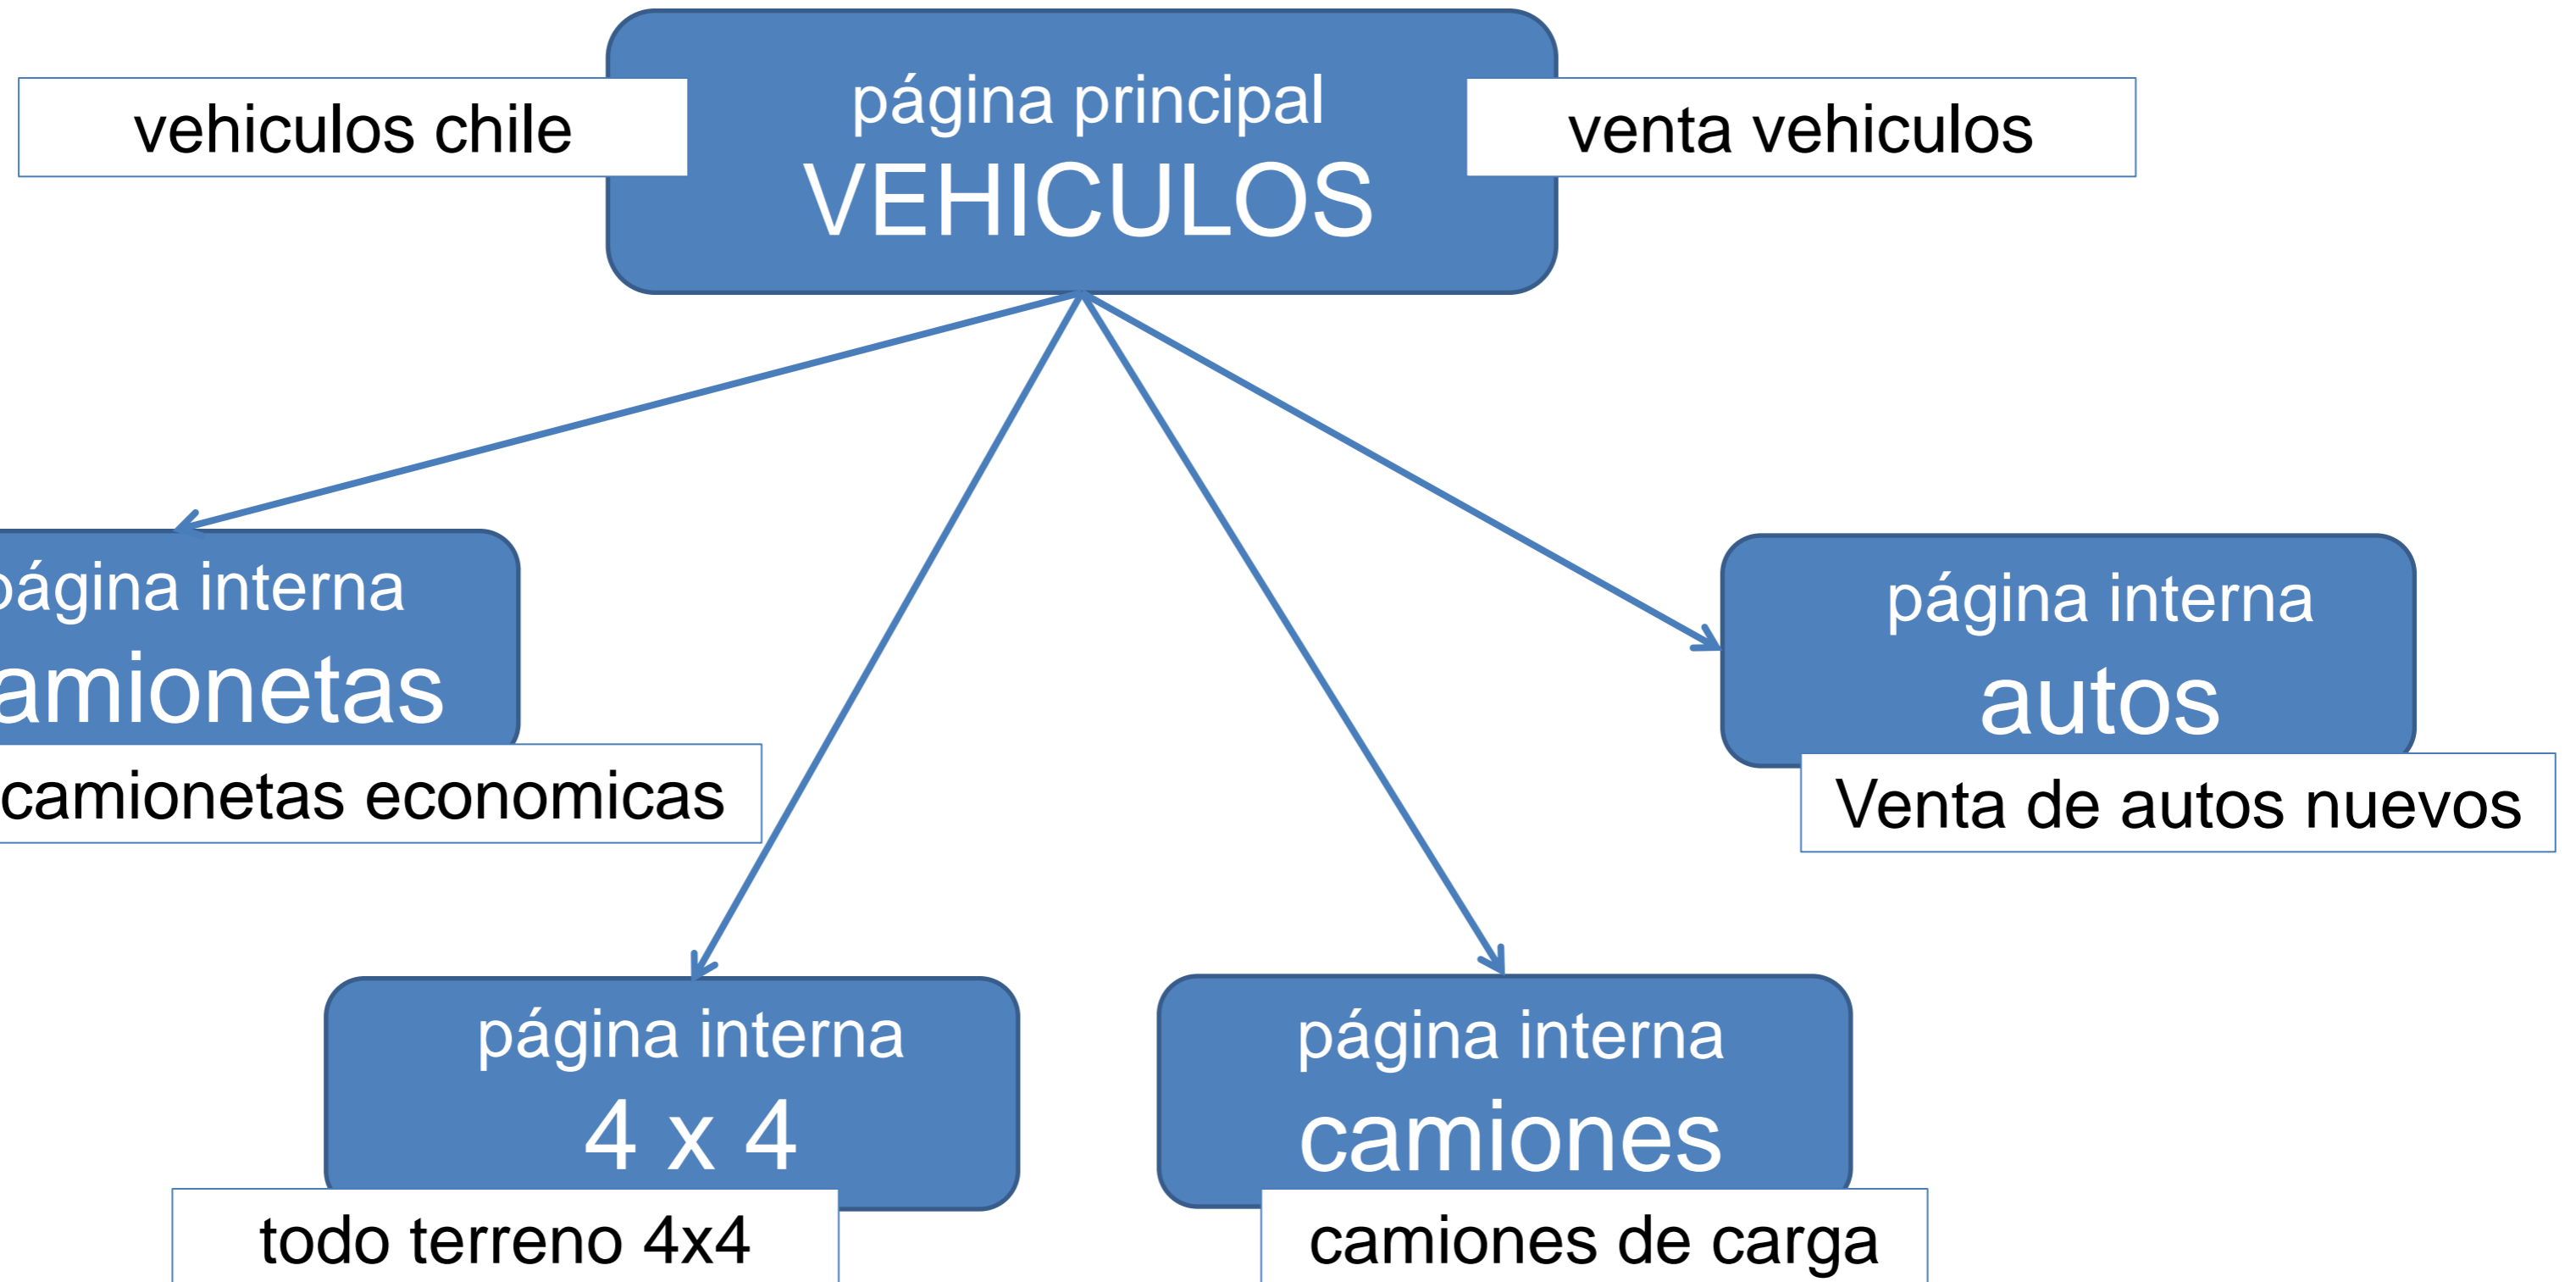 vehiculos chile
página principal
VEHICULOS
venta vehiculos
página interna
amionetas
camionetas economicas
página interna
autos
Venta de autos nuevos
página interna
4 x 4
todo terreno 4x4
página interna
camiones
camiones de carga